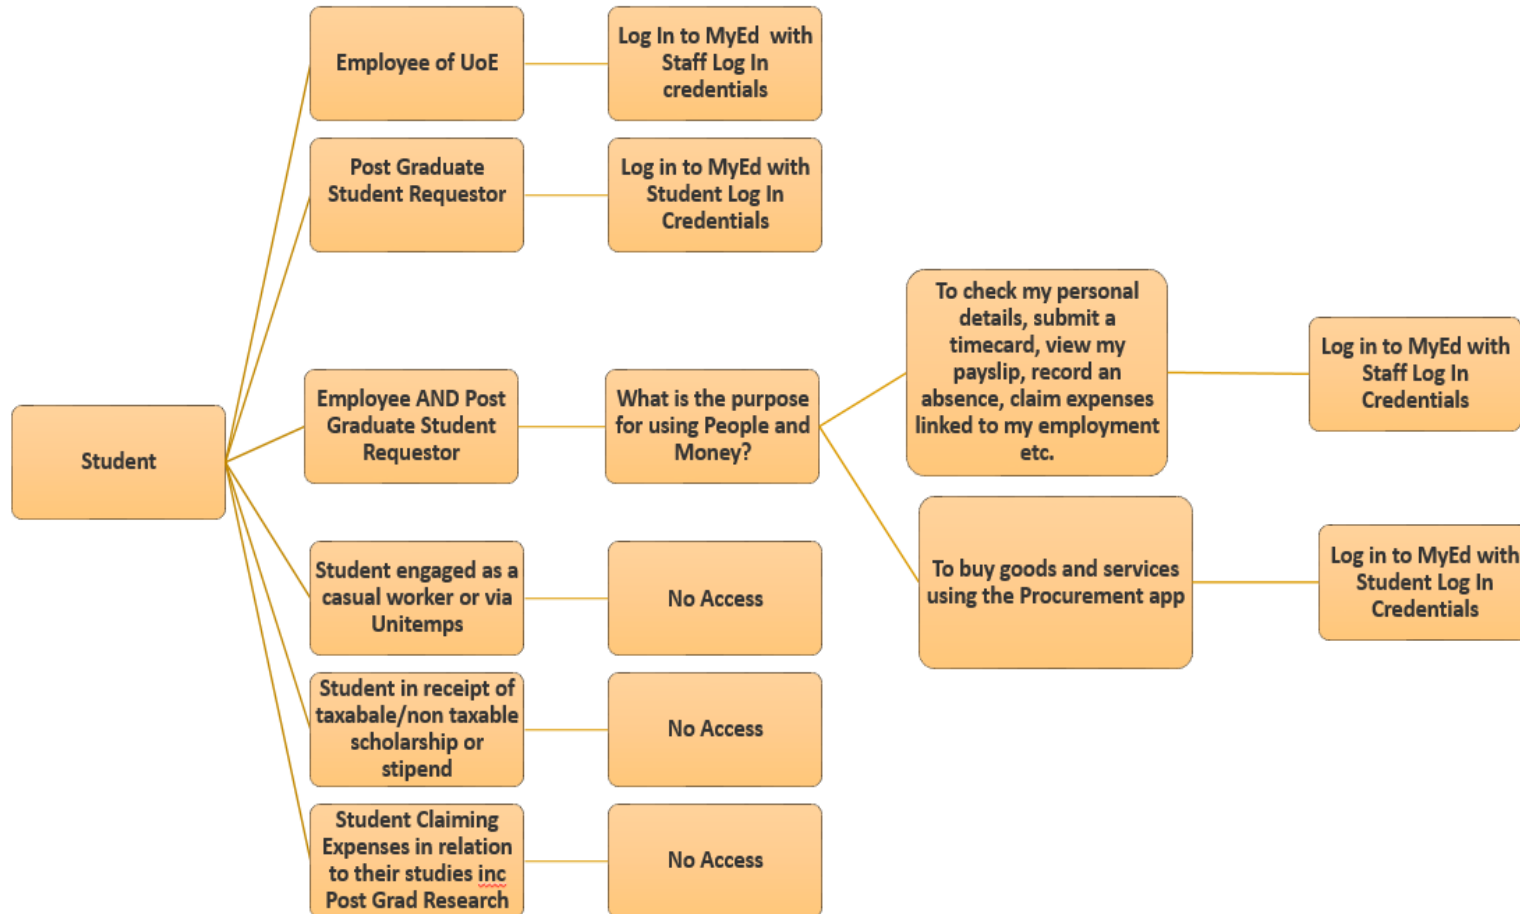 Student
Employee of UoE
Log In to MyEd with
Staff Log In
credentials
Post Graduate
Student Requestor
Log in to MyEd with
Student Log In
Credentials
Employee AND Post
Graduate Student
Requestor
What is the purpose
for using People and
Money?
To check my personal
details, submit a
timecard, view my
payslip, record an
absence, claim expenses
linked to my employment
etc.
Log in to MyEd with
Staff Log In
Credentials
To buy goods and services
using the Procurement app
Log in to MyEd with
Student Log In
Credentials
Student engaged as a
casual worker or via
Unitemps
No Access
Student in receipt of
taxabale/non taxable
scholarship or
stipend
No Access
Student Claiming
Expenses in relation
to their studies inc
Post Grad Research
No Access